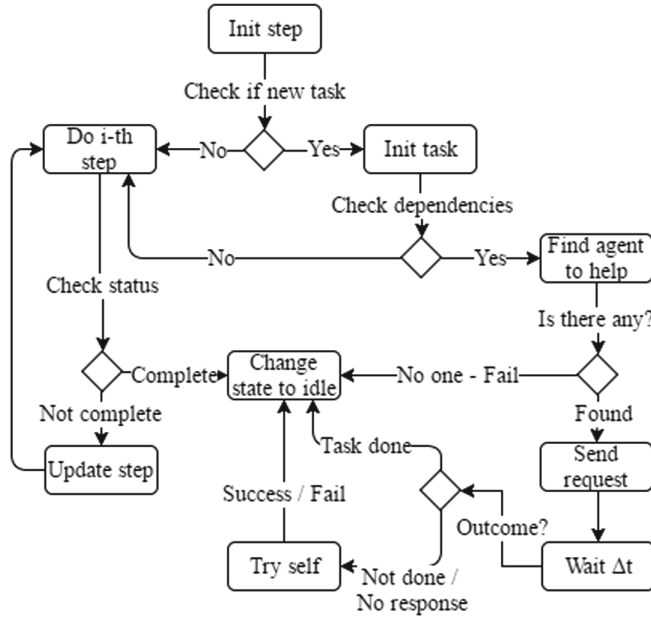 Init step
Check if new task
Do i-th
step
No
Yes
Init task
Check dependencies
No
Yes
Find agent
to help
Check status
Is there any?
Complete
Change
state to idle
No one - Fail
Not complete
Found
Update step
Task done
Send
request
Success / Fail
Outcome?
Try self
Not done /
No response
Wait Δt